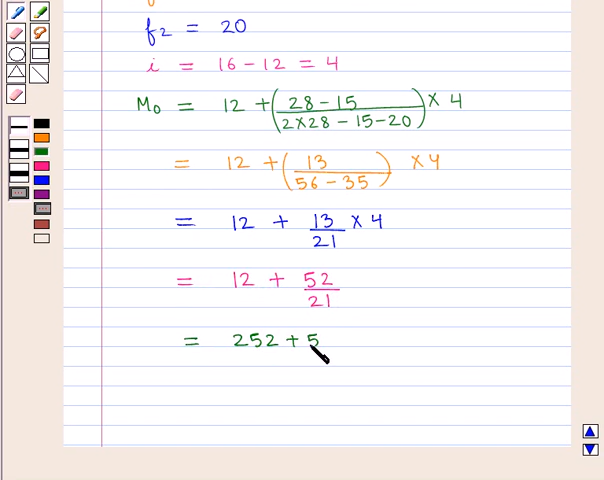 f2 = 20
i = 16 - 12 = 4
Mo = 12 + (28 - 15 / 2×28 - 15 - 20) × 4
= 12 + (13 / 56 - 35) × 4
= 12 + 13/21 × 4
= 12 + 52/21
= 252 + 5